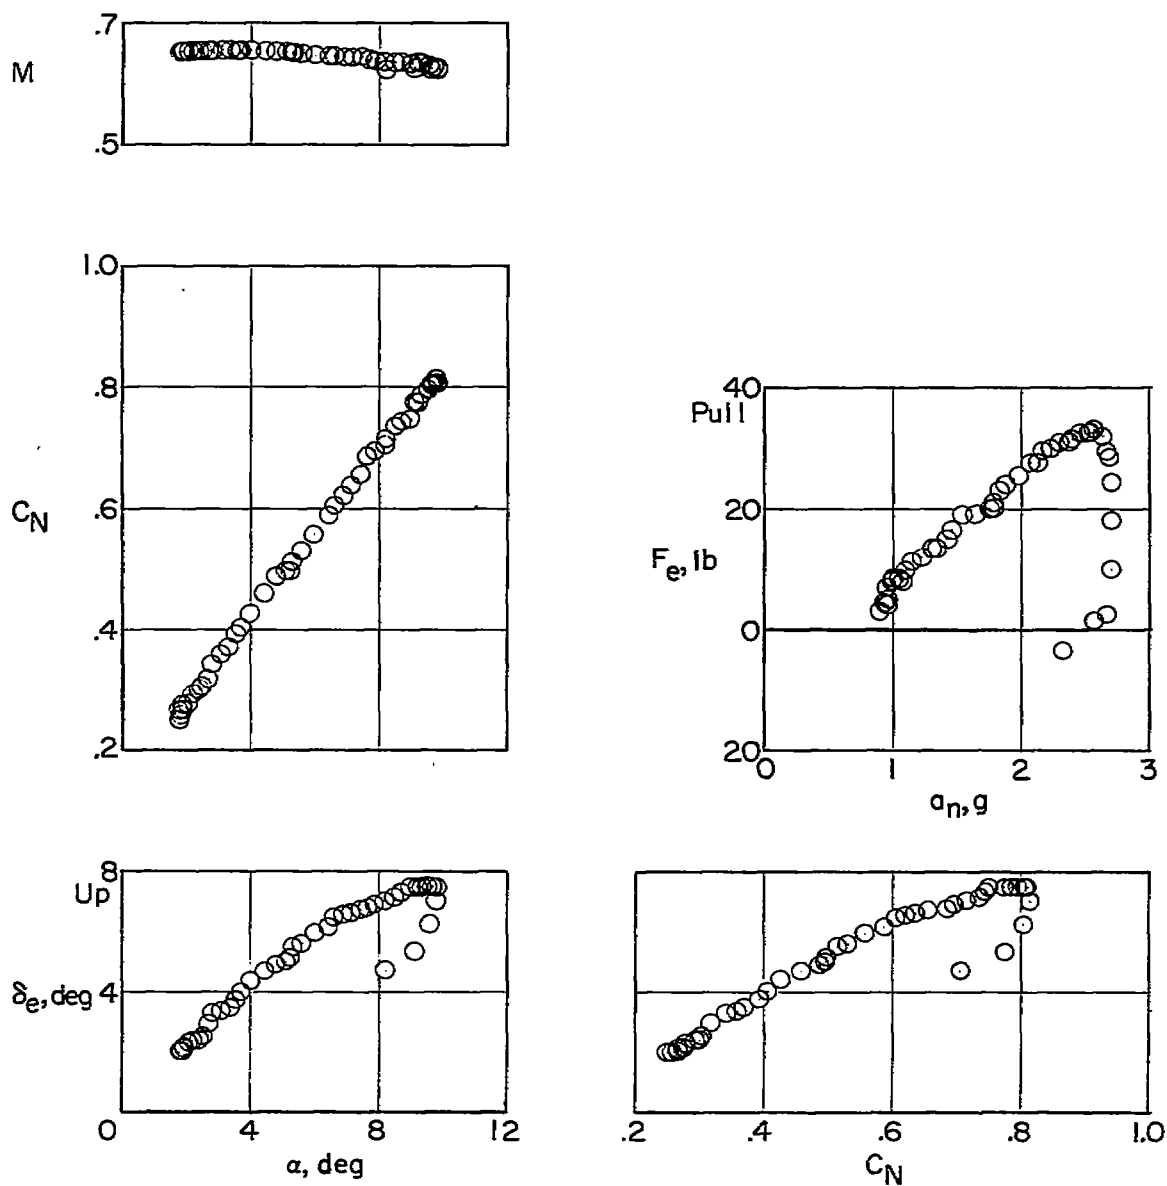 .7
M
.5
1.0
.8
C_N
.6
.4
.2
40
Pull
20
F_e, lb
0
20
0 1 2 3
a_n, g
8
Up
δ_e, deg 4
0 4 8 12
α, deg
.2 .4 .6 .8 1.0
C_N